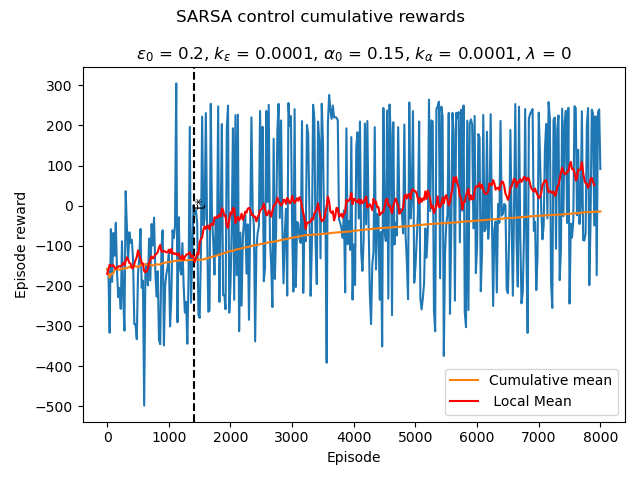 SARSA control cumulative rewards
ε₀ = 0.2, kε = 0.0001, α₀ = 0.15, kα = 0.0001, λ = 0
300
200
100
0
−100
−200
−300
−400
−500
Episode reward
t*
Cumulative mean
Local Mean
0 1000 2000 3000 4000 5000 6000 7000 8000
Episode